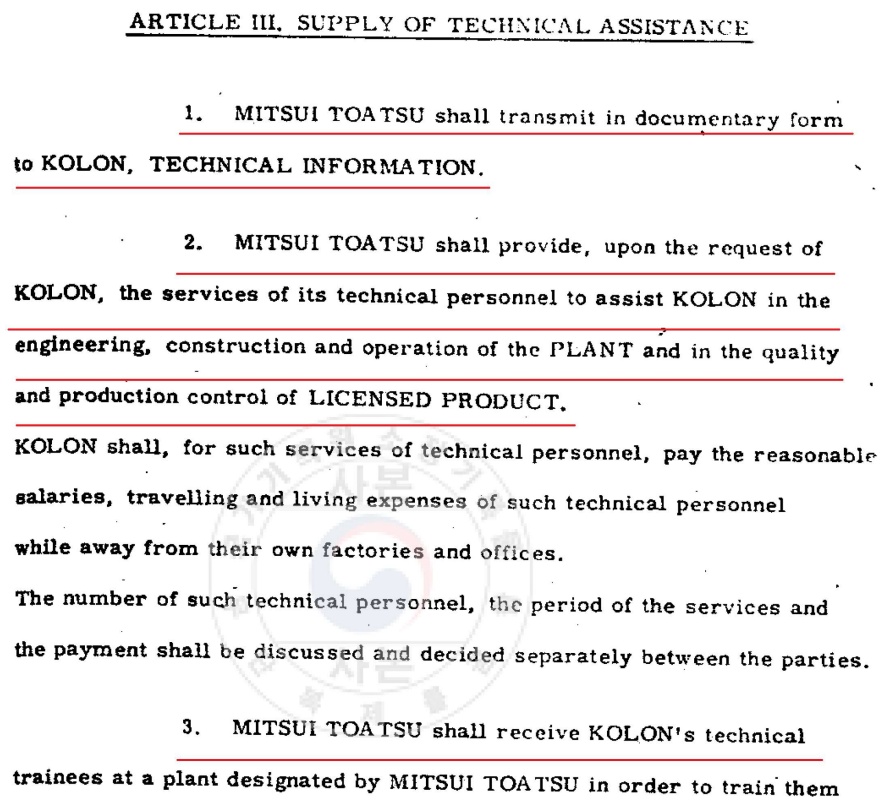 ARTICLE III. SUPPLY OF TECHNICAL ASSISTANCE
1. MITSUI TOATSU shall transmit in documentary form
to KOLON, TECHNICAL INFORMATION.
2. MITSUI TOATSU shall provide, upon the request of
KOLON, the services of its technical personnel to assist KOLON in the
engineering, construction and operation of the PLANT and in the quality
and production control of LICENSED PRODUCT.
KOLON shall, for such services of technical personnel, pay the reasonable
salaries, travelling and living expenses of such technical personnel
while away from their own factories and offices.
The number of such technical personnel, the period of the services and
the payment shall be discussed and decided separately between the parties.
3. MITSUI TOATSU shall receive KOLON's technical
trainees at a plant designated by MITSUI TOATSU in order to train them
사본
사본